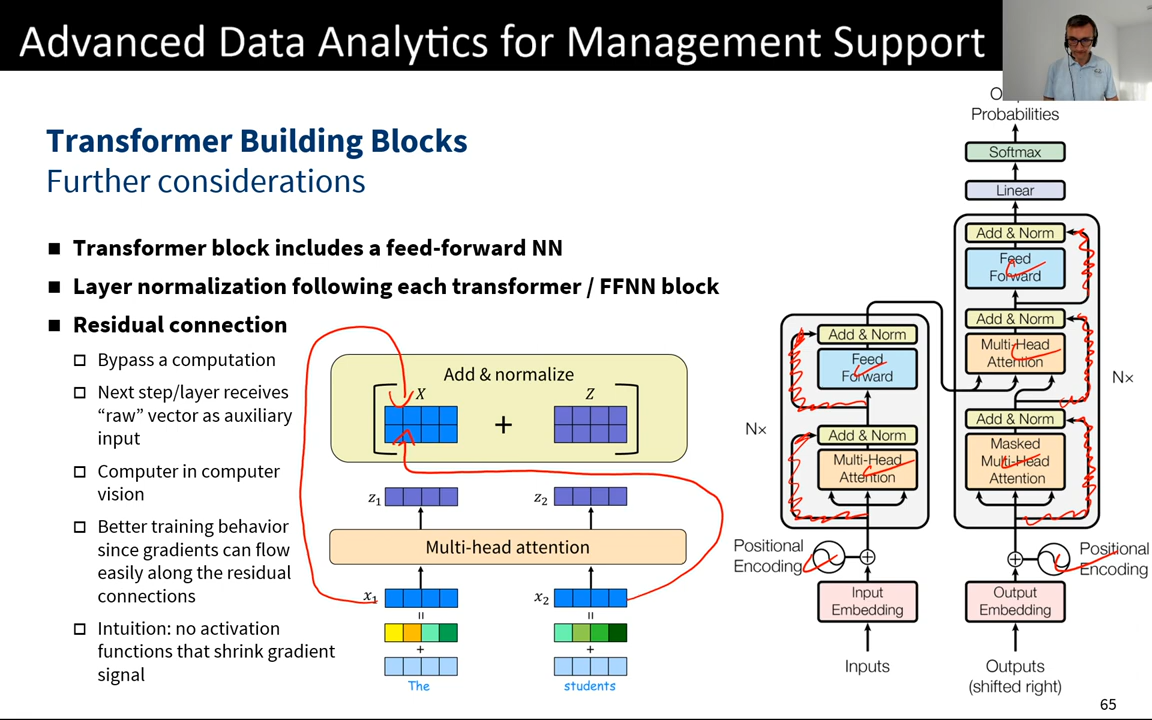 Advanced Data Analytics for Management Support
Transformer Building Blocks
Further considerations
■ Transformer block includes a feed-forward NN
■ Layer normalization following each transformer / FFNN block
■ Residual connection
Bypass a computation
Next step/layer receives
“raw” vector as auxiliary
input
Computer in computer
vision
Better training behavior
since gradients can flow
easily along the residual
connections
Intuition: no activation
functions that shrink gradient
signal
Add & normalize
X
Z
+
z1
z2
Multi-head attention
x1
x2
=
=
+
+
The
students
Probabilities
Softmax
Linear
Add & Norm
Feed
Forward
Add & Norm
Multi-Head
Attention
Add & Norm
Masked
Multi-Head
Attention
N×
Add & Norm
Feed
Forward
Add & Norm
Multi-Head
Attention
N×
Positional
Encoding
Positional
Encoding
Input
Embedding
Output
Embedding
Inputs
Outputs
(shifted right)
65